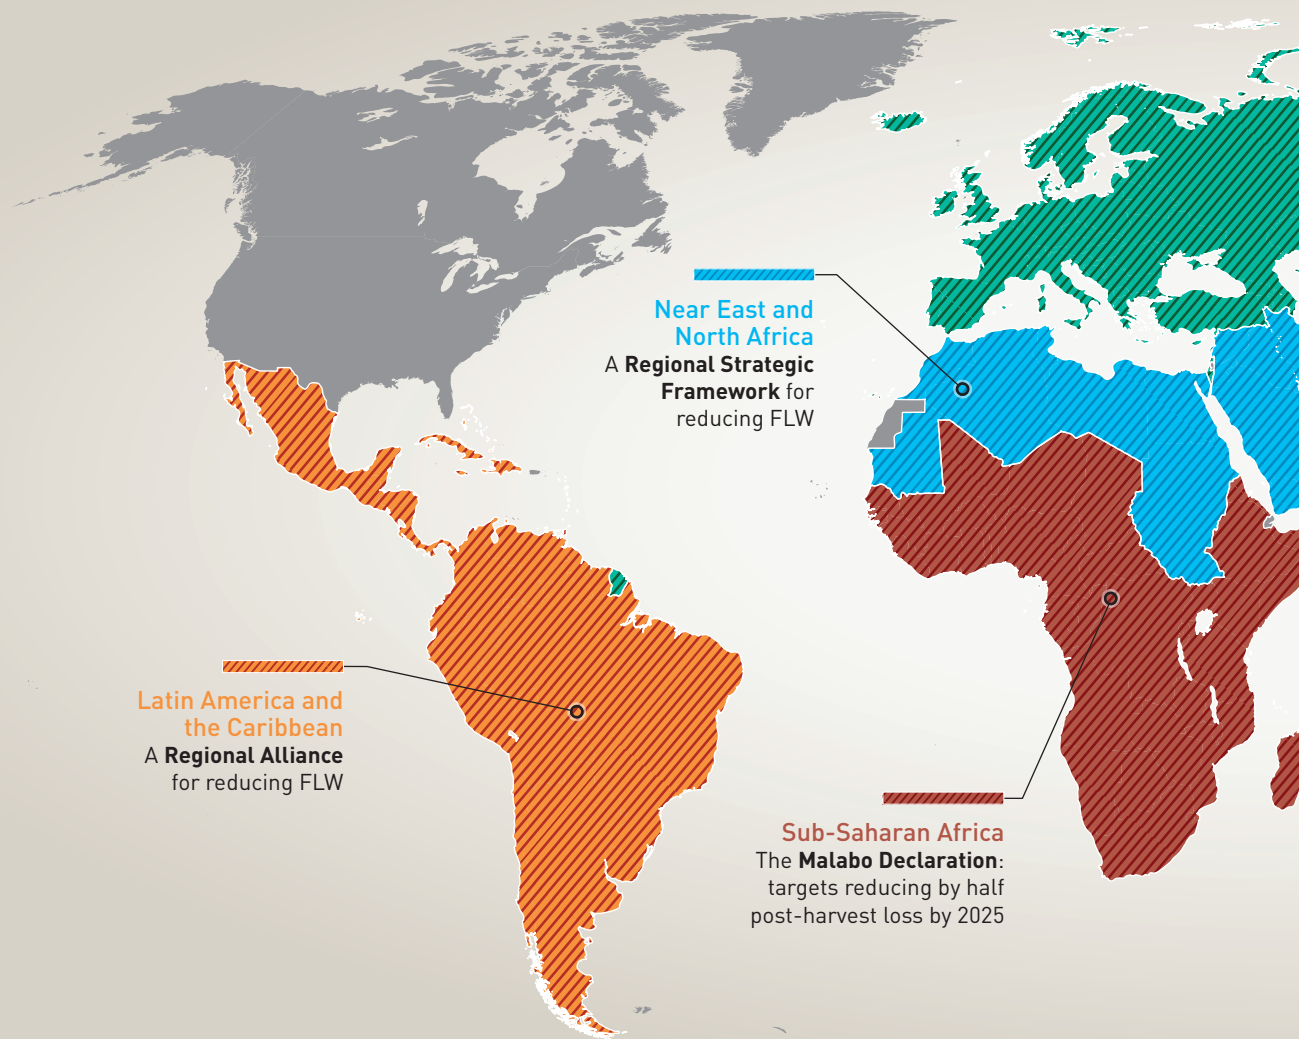 Near East and
North Africa
A Regional Strategic
Framework for
reducing FLW
Latin America and
the Caribbean
A Regional Alliance
for reducing FLW
Sub-Saharan Africa
The Malabo Declaration:
targets reducing by half
post-harvest loss by 2025